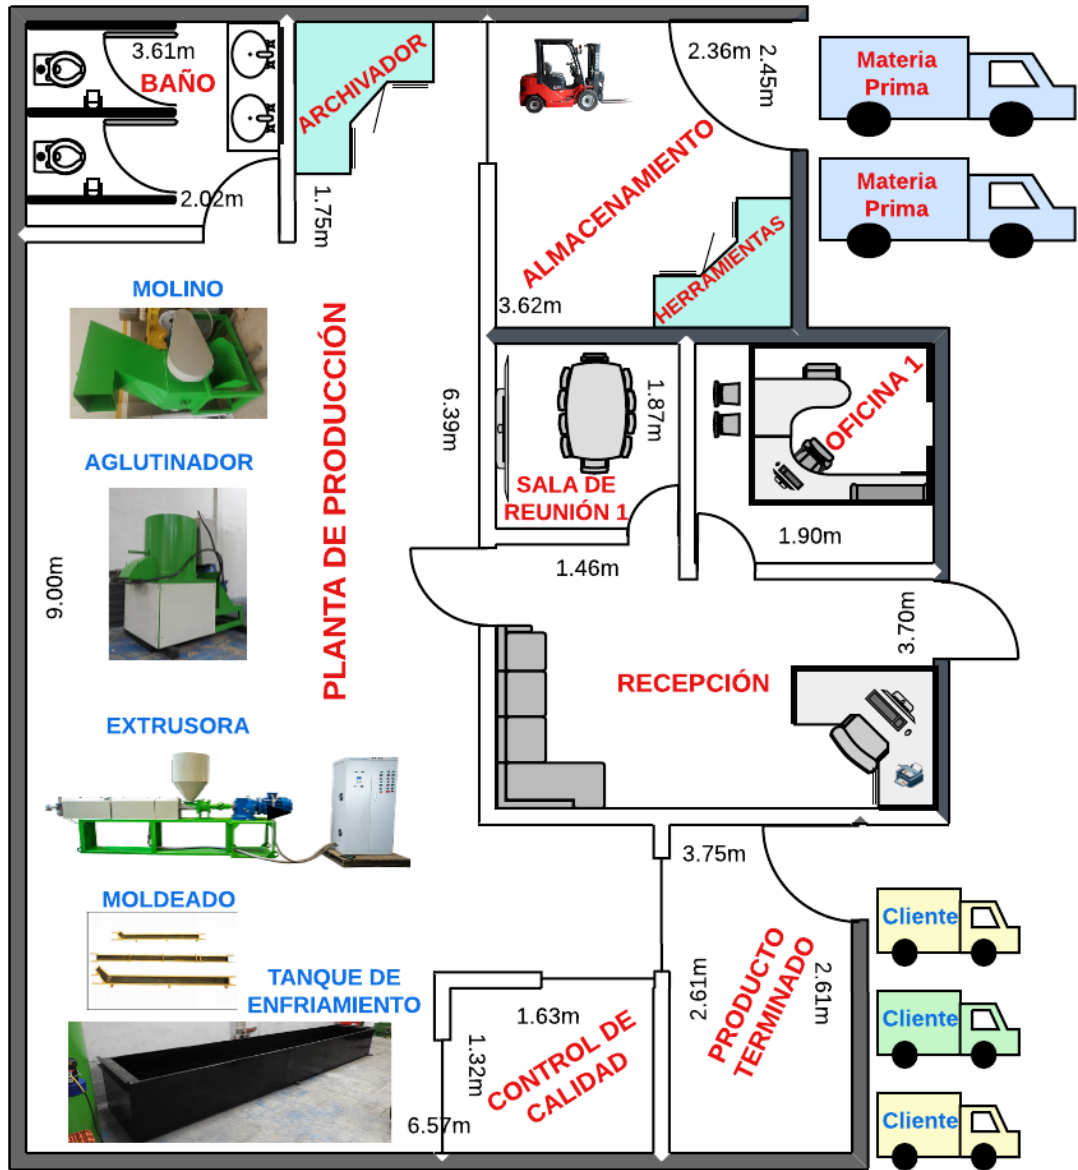 3.61m
BAÑO
2.02m
ARCHIVADOR
1.75m
2.36m
2.45m
ALMACENAMIENTO
HERRAMIENTAS
3.62m
Materia
Prima
Materia
Prima
MOLINO
PLANTA DE PRODUCCIÓN
6.39m
1.87m
SALA DE
REUNIÓN 1
OFICINA 1
1.90m
1.46m
AGLUTINADOR
9.00m
3.70m
RECEPCIÓN
EXTRUSORA
3.75m
MOLDEADO
TANQUE DE
ENFRIAMIENTO
1.63m
1.32m
CONTROL DE
CALIDAD
6.57m
2.61m
PRODUCTO
TERMINADO
2.61m
Cliente
Cliente
Cliente